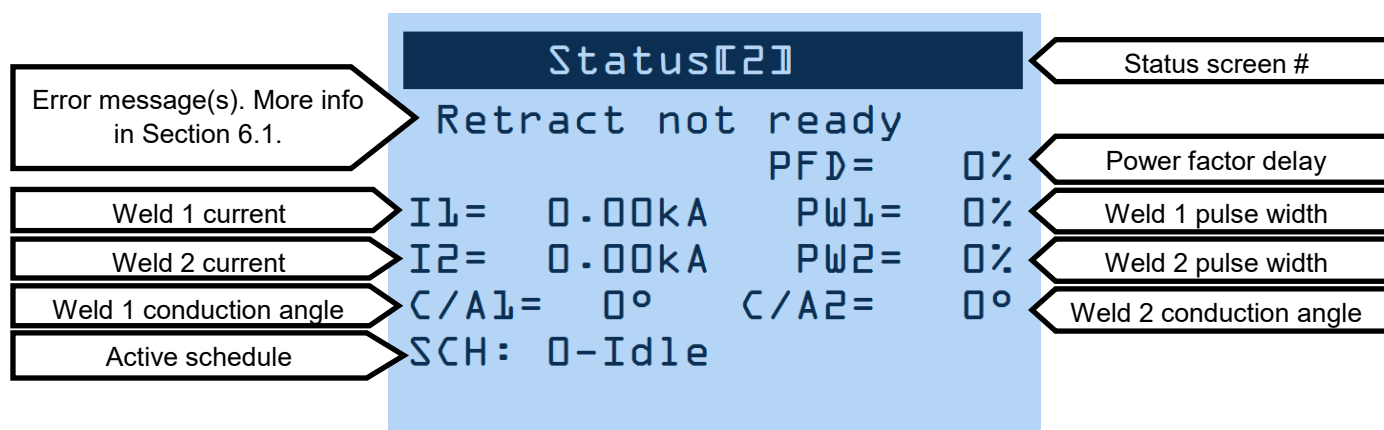 Status[2]
Status screen #
Error message(s). More info
in Section 6.1.
Retract not ready
PFD= 0%
Power factor delay
Weld 1 current
I1= 0.00kA PW1= 0%
Weld 1 pulse width
Weld 2 current
I2= 0.00kA PW2= 0%
Weld 2 pulse width
Weld 1 conduction angle
C/A1= 0° C/A2= 0°
Weld 2 conduction angle
Active schedule
SCH: 0-Idle